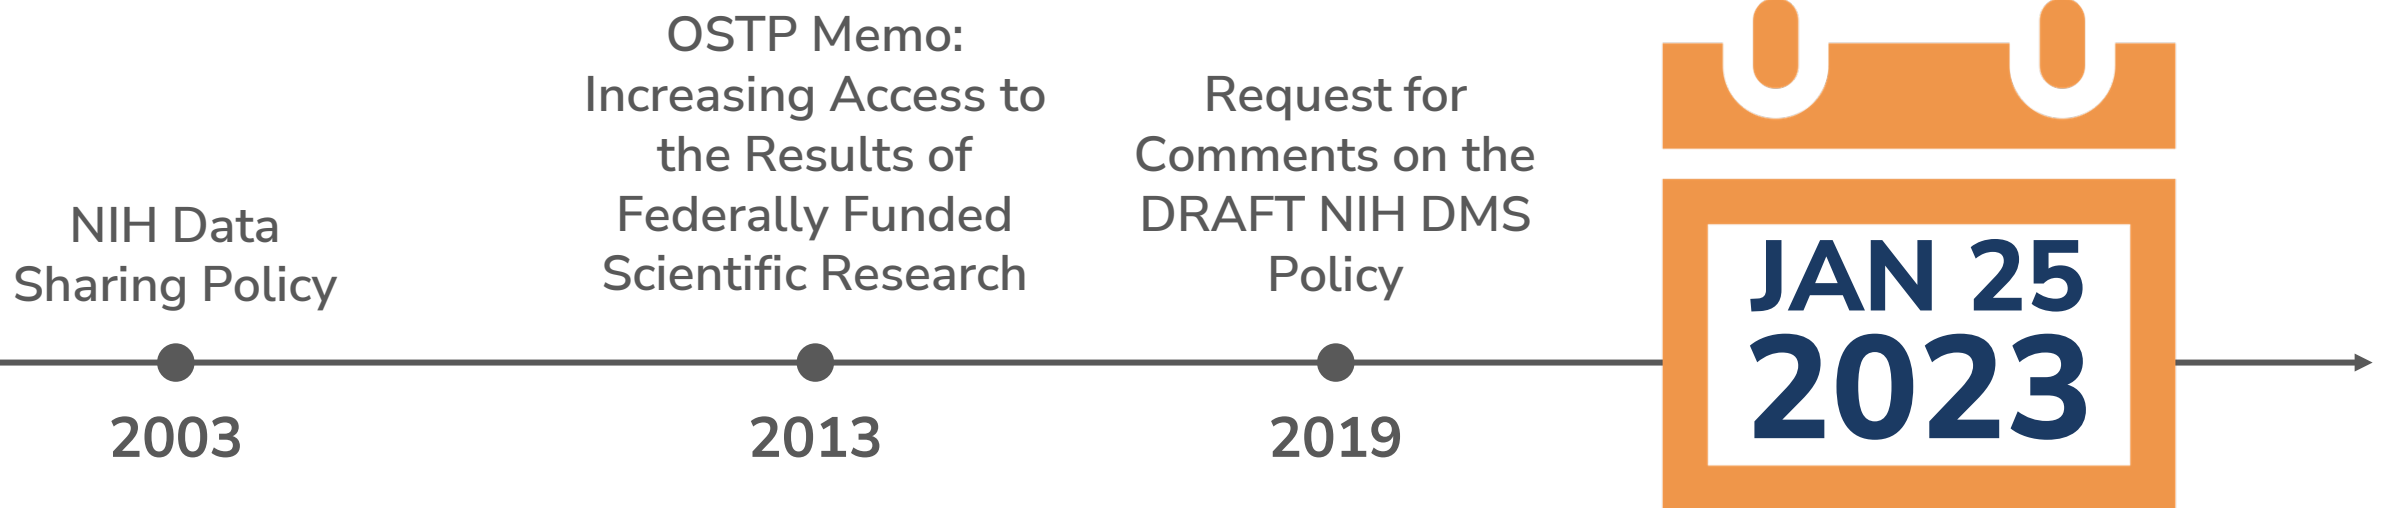 NIH Data
Sharing Policy
2003
OSTP Memo:
Increasing Access to
the Results of
Federally Funded
Scientific Research
2013
Request for
Comments on the
DRAFT NIH DMS
Policy
2019
JAN 25
2023